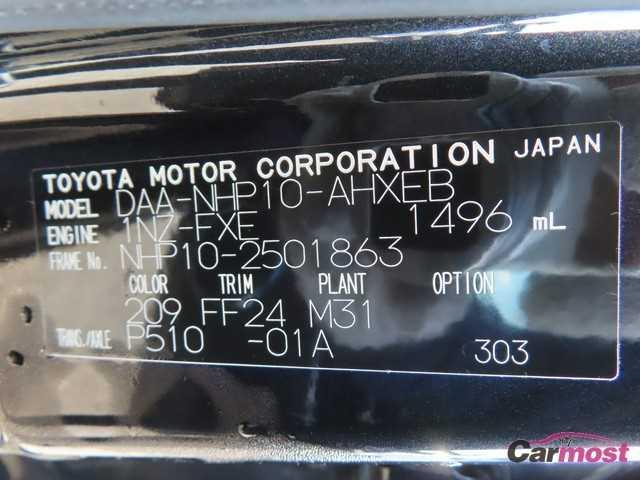 TOYOTA MOTOR CORPORATION JAPAN
MODEL DAA-NHP10-AHXEB
ENGINE 1NZ-FXE 1496 mL
FRAME No. NHP10-2501863
COLOR TRIM PLANT OPTION
209 FF24 M31
TRANS./AXLE P510 -01A 303
Carmost